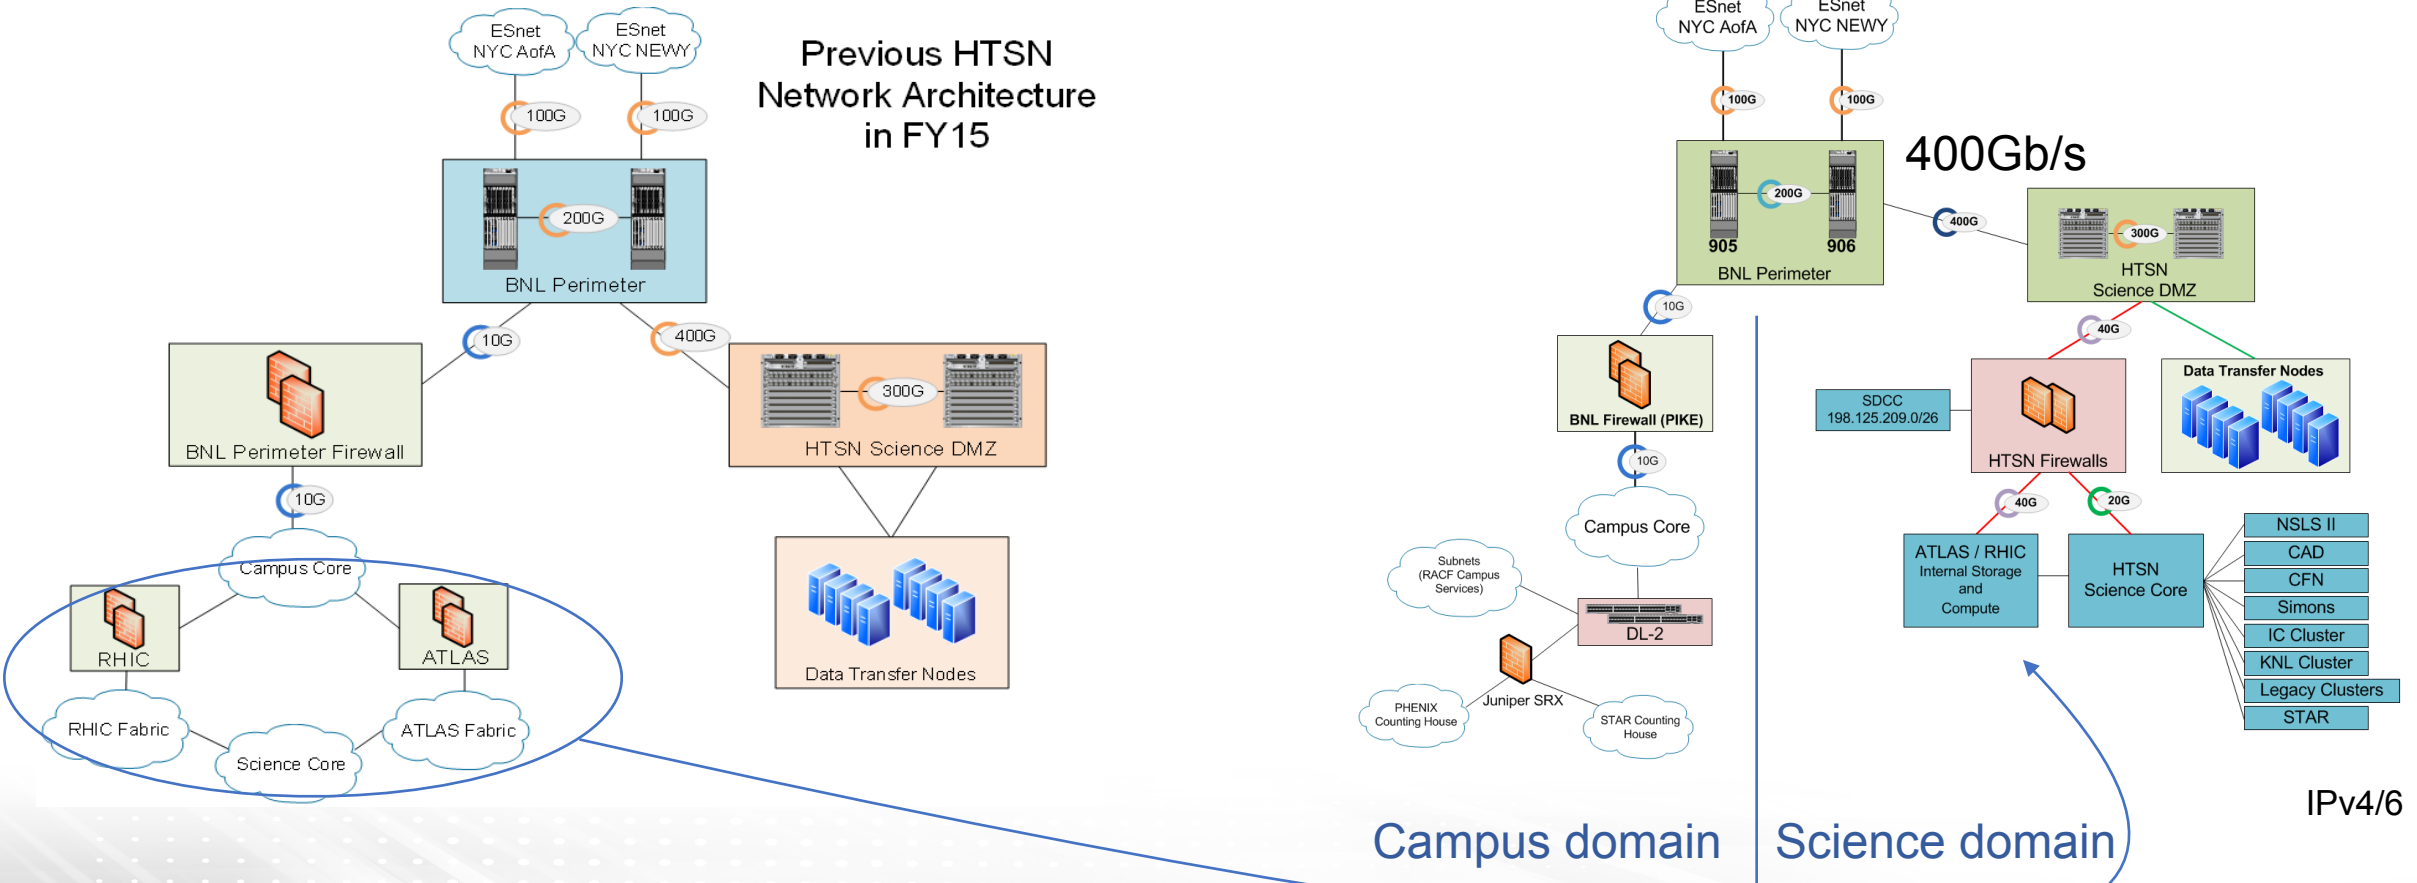 ESnet
NYC AofA
ESnet
NYC NEWY
Previous HTSN
Network Architecture
in FY15
100G
100G
200G
BNL Perimeter
10G
400G
BNL Perimeter Firewall
300G
HTSN Science DMZ
10G
Campus Core
RHIC
ATLAS
RHIC Fabric
ATLAS Fabric
Science Core
Data Transfer Nodes
ESnet
NYC AofA
ESnet
NYC NEWY
100G
100G
400Gb/s
200G
905
906
BNL Perimeter
400G
300G
HTSN
Science DMZ
10G
BNL Firewall (PIKE)
10G
Campus Core
Subnets
(RACF Campus
Services)
DL-2
Juniper SRX
PHENIX
Counting House
STAR Counting
House
40G
SDCC
198.125.209.0/26
HTSN Firewalls
Data Transfer Nodes
40G
20G
ATLAS / RHIC
Internal Storage
and
Compute
HTSN
Science Core
NSLS II
CAD
CFN
Simons
IC Cluster
KNL Cluster
Legacy Clusters
STAR
IPv4/6
Campus domain
Science domain